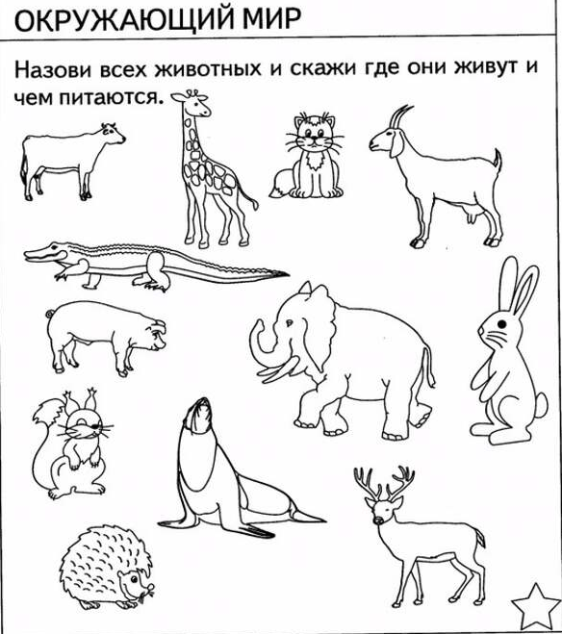 ОКРУЖАЮЩИЙ МИР
Назови всех животных и скажи где они живут и
чем питаются.